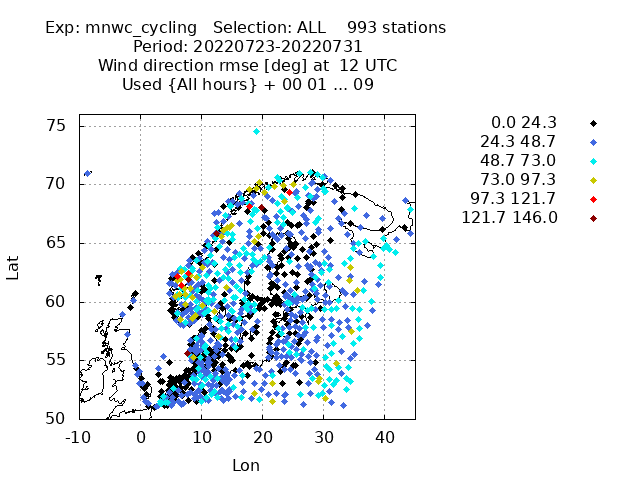 Exp: mnwc_cycling   Selection: ALL    993 stations
Period: 20220723-20220731
Wind direction rmse [deg] at  12 UTC
Used {All hours} + 00 01 ... 09
0.0 24.3
24.3 48.7
48.7 73.0
73.0 97.3
97.3 121.7
121.7 146.0
75
70
65
60
55
50
Lat
-10 0 10 20 30 40
Lon